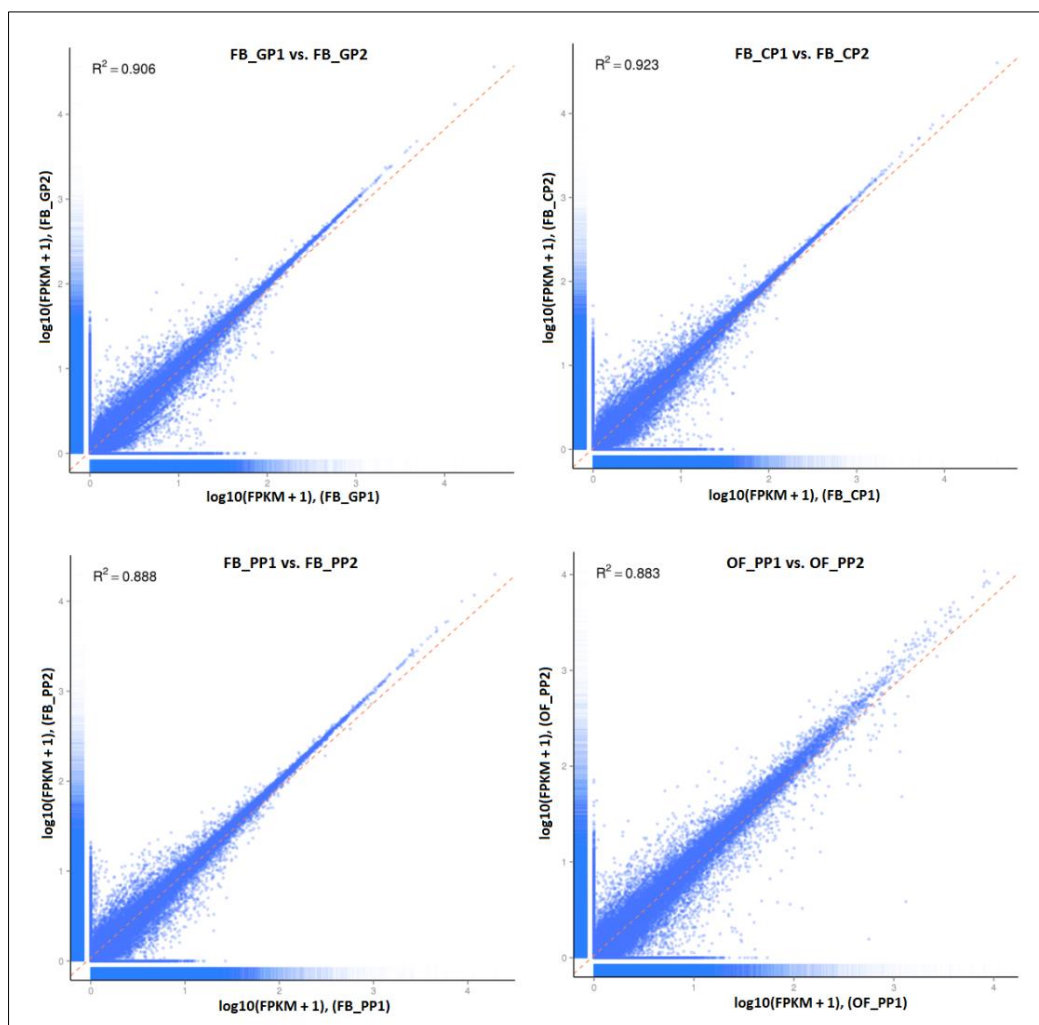 FB_GP1 vs. FB_GP2
R² = 0.906
log10(FPKM + 1), (FB_GP2)
4
3
2
1
0
0
1
2
3
4
log10(FPKM + 1), (FB_GP1)
FB_CP1 vs. FB_CP2
R² = 0.923
log10(FPKM + 1), (FB_CP2)
4
3
2
1
0
0
1
2
3
4
log10(FPKM + 1), (FB_CP1)
FB_PP1 vs. FB_PP2
R² = 0.888
log10(FPKM + 1), (FB_PP2)
4
3
2
1
0
0
1
2
3
4
log10(FPKM + 1), (FB_PP1)
OF_PP1 vs. OF_PP2
R² = 0.883
log10(FPKM + 1), (OF_PP2)
4
3
2
1
0
0
1
2
3
4
log10(FPKM + 1), (OF_PP1)